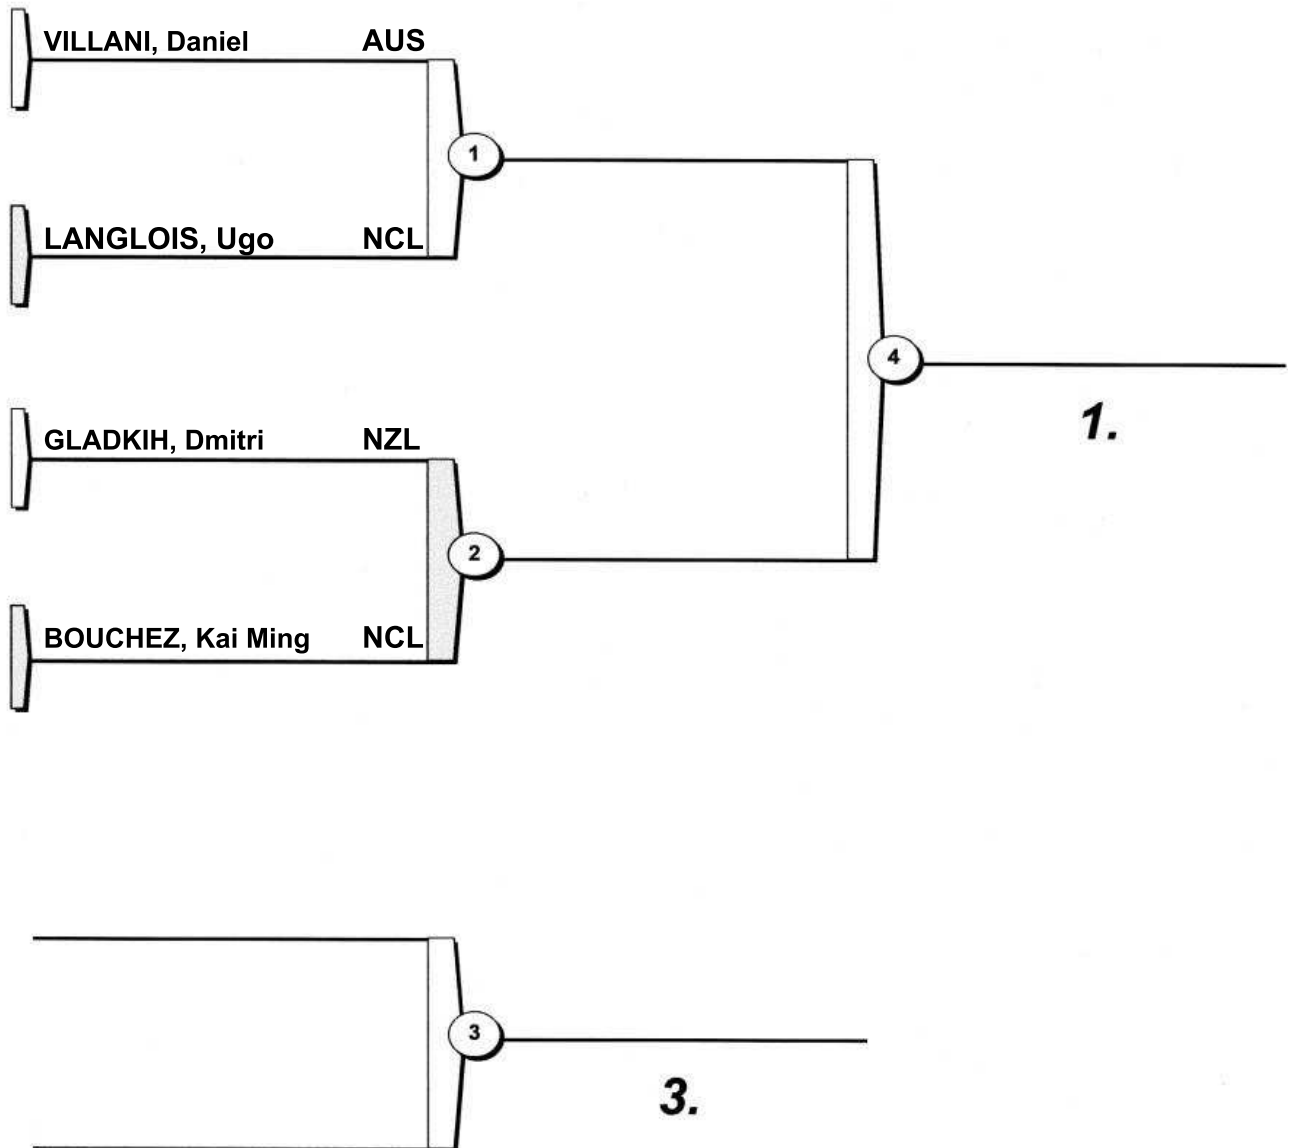 VILLANI, Daniel AUS
1
LANGLOIS, Ugo NCL
4
1.
GLADKIH, Dmitri NZL
2
BOUCHEZ, Kai Ming NCL
3
3.